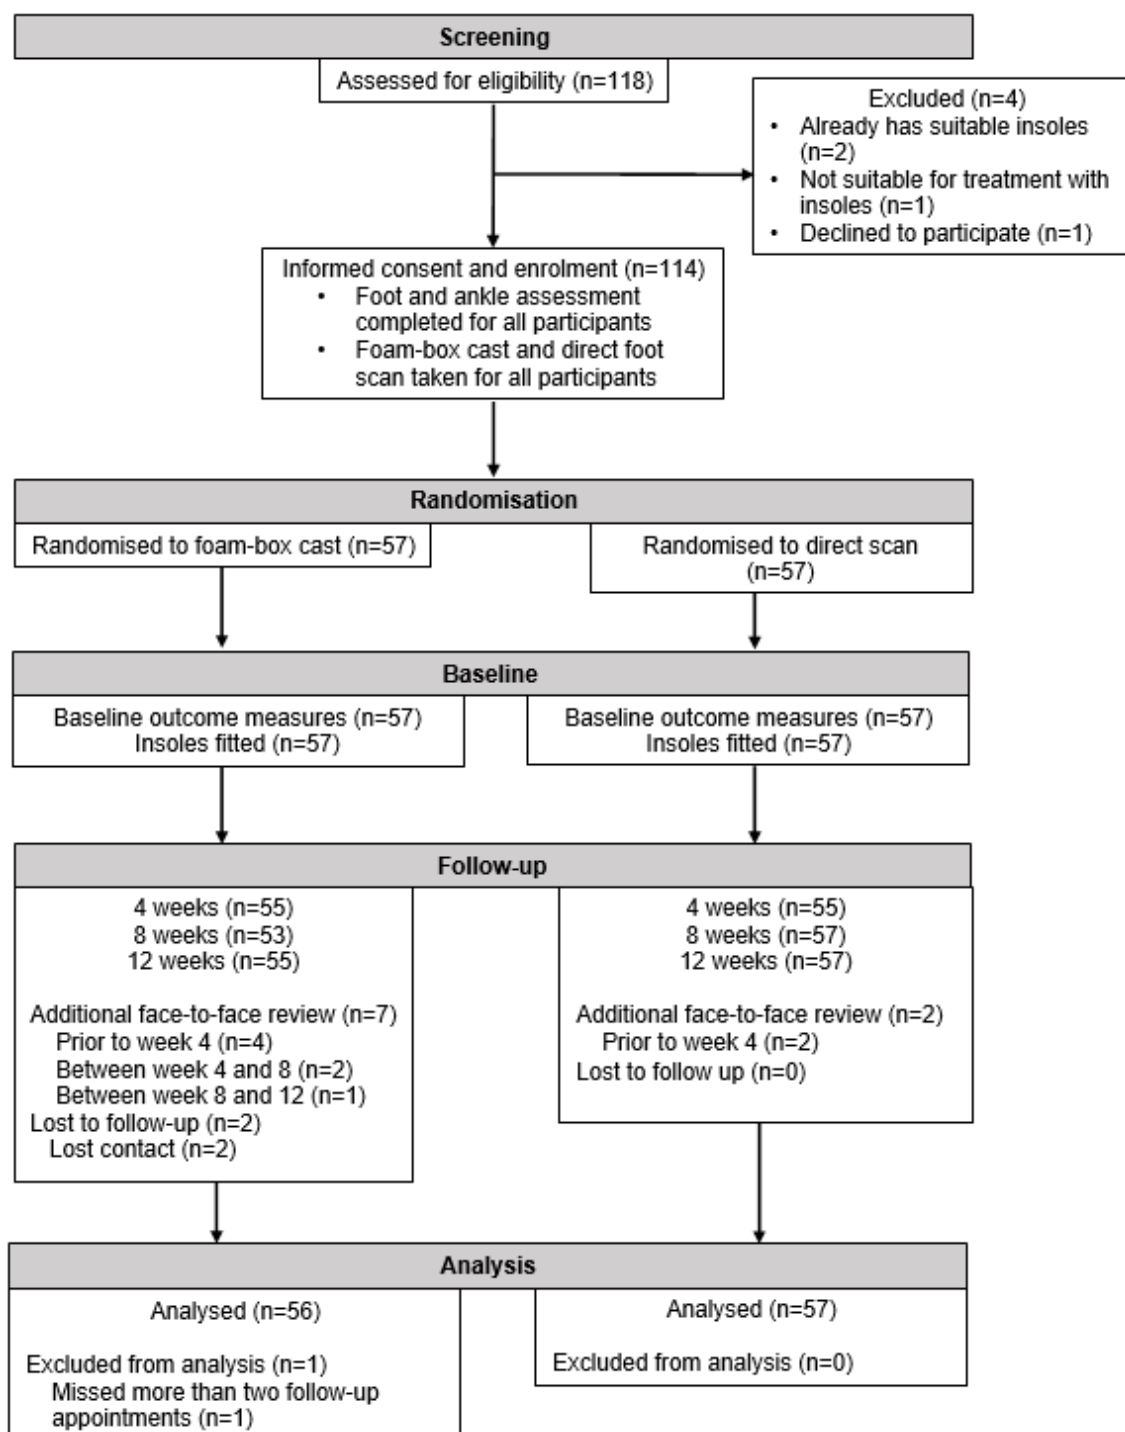 Screening
Assessed for eligibility (n=118)
Excluded (n=4)
• Already has suitable insoles
(n=2)
• Not suitable for treatment with
insoles (n=1)
• Declined to participate (n=1)
Informed consent and enrolment (n=114)
• Foot and ankle assessment
completed for all participants
• Foam-box cast and direct foot
scan taken for all participants
Randomisation
Randomised to foam-box cast (n=57)
Randomised to direct scan
(n=57)
Baseline
Baseline outcome measures (n=57)
Insoles fitted (n=57)
Baseline outcome measures (n=57)
Insoles fitted (n=57)
Follow-up
4 weeks (n=55)
8 weeks (n=53)
12 weeks (n=55)
Additional face-to-face review (n=7)
Prior to week 4 (n=4)
Between week 4 and 8 (n=2)
Between week 8 and 12 (n=1)
Lost to follow-up (n=2)
Lost contact (n=2)
4 weeks (n=55)
8 weeks (n=57)
12 weeks (n=57)
Additional face-to-face review (n=2)
Prior to week 4 (n=2)
Lost to follow up (n=0)
Analysis
Analysed (n=56)
Excluded from analysis (n=1)
Missed more than two follow-up
appointments (n=1)
Analysed (n=57)
Excluded from analysis (n=0)